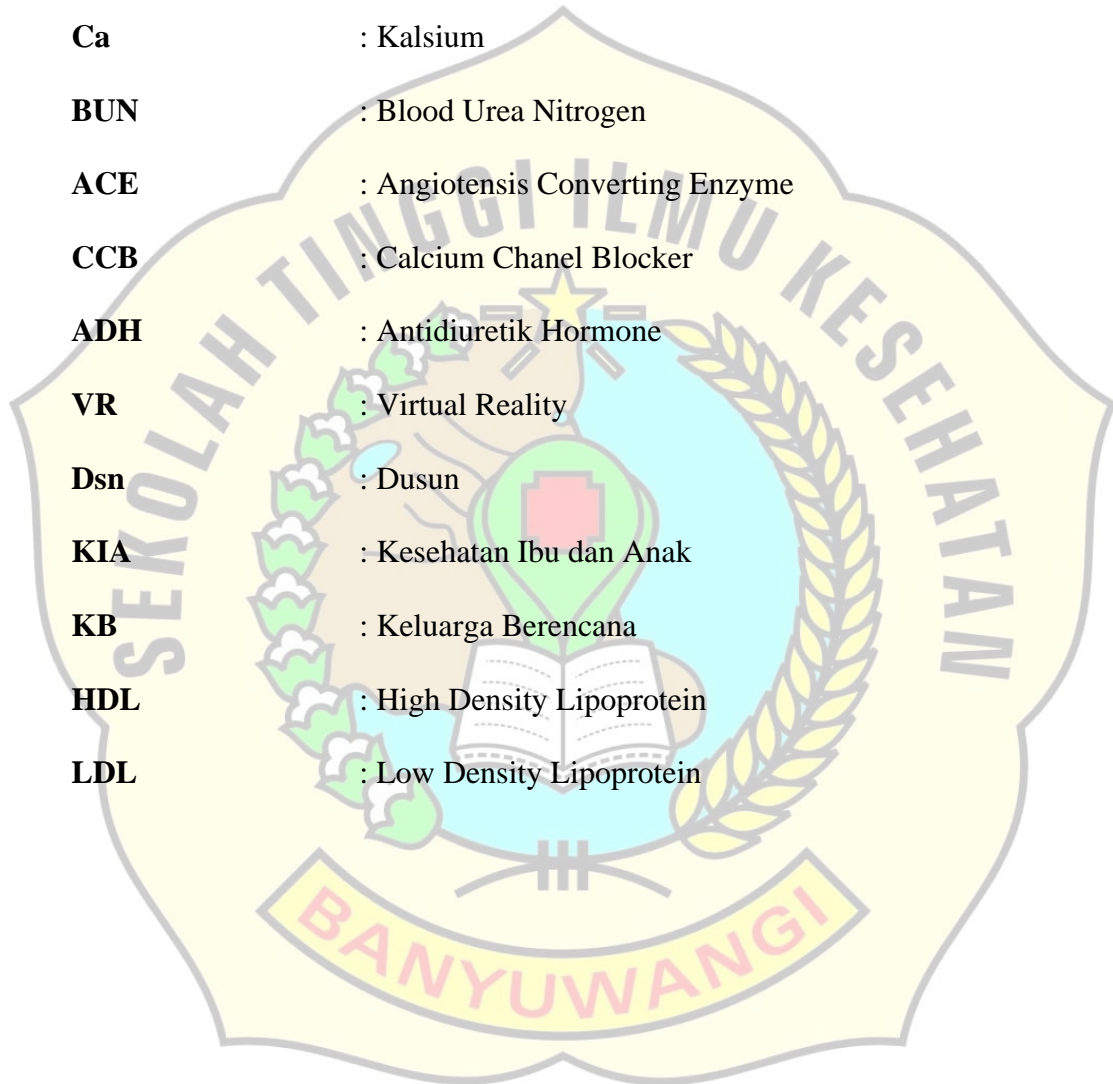 Ca : Kalsium
BUN : Blood Urea Nitrogen
ACE : Angiotensis Converting Enzyme
CCB : Calcium Chanel Blocker
ADH : Antidiuretik Hormone
VR : Virtual Reality
Dsn : Dusun
KIA : Kesehatan Ibu dan Anak
KB : Keluarga Berencana
HDL : High Density Lipoprotein
LDL : Low Density Lipoprotein
SEKOLAH TINGGI ILMU KESEHATAN
BANYUWANGI